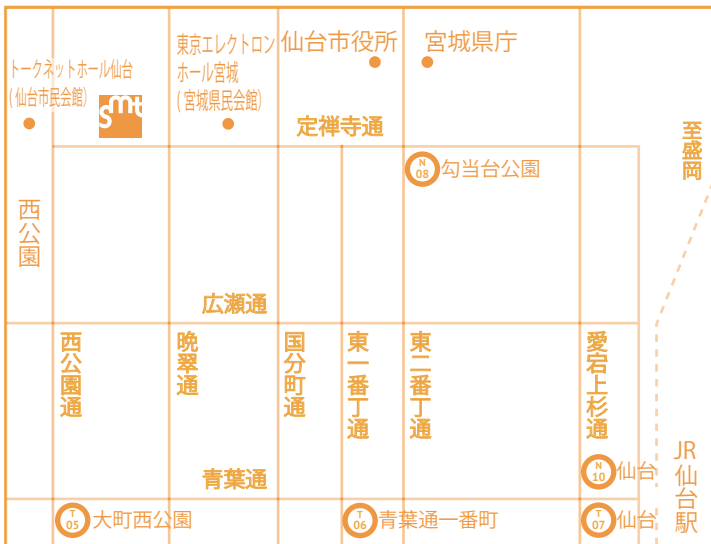 トークネットホール仙台
(仙台市民会館)
smt
東京エレクトロン
ホール宮城
(宮城県民会館)
仙台市役所
宮城県庁
定禅寺通
至盛岡
N
08
勾当台公園
西公園
広瀬通
西公園通
晩翠通
国分町通
東一番丁通
東二番丁通
愛宕上杉通
青葉通
N
10
仙台
JR
仙台駅
T
05
大町西公園
T
06
青葉通一番町
T
07
仙台